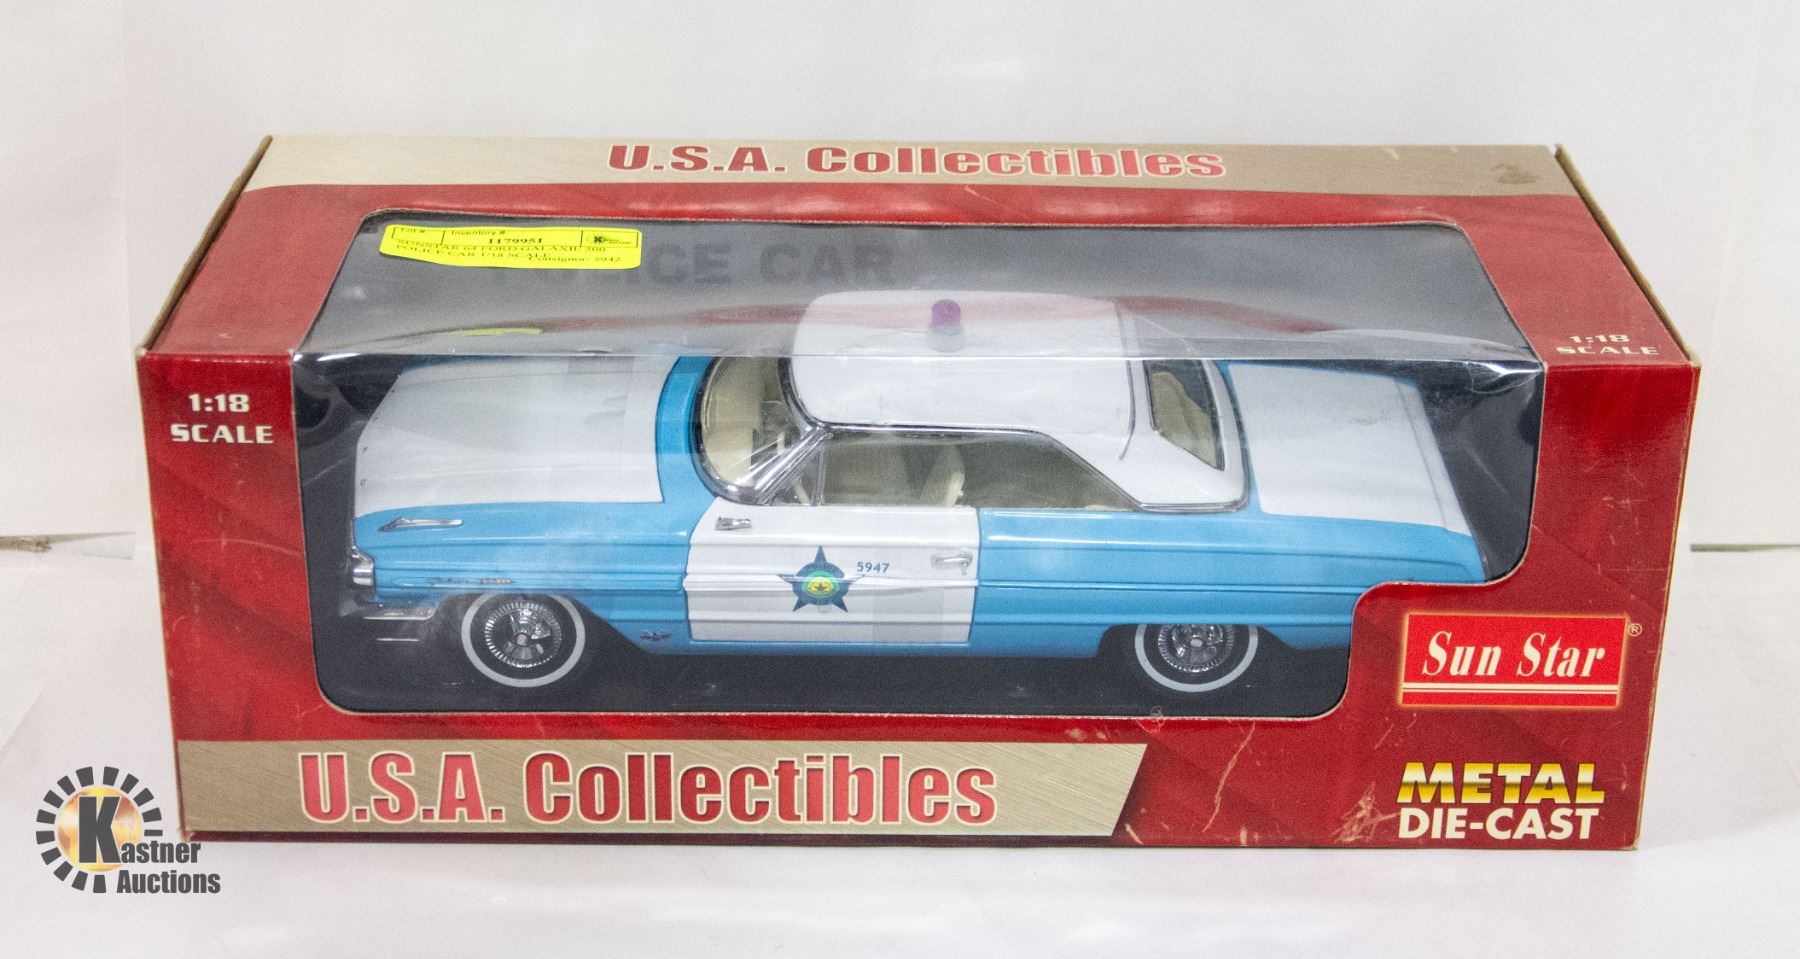 U.S.A. Collectibles
Lot # Inventory #:
1179951
SUNSTAR 64 FORD GALAXIE 500
POLICE CAR 1/18 SCALE
Consignor: 5942
POLICE CAR
1:18
SCALE
1:18
SCALE
5947
Sun Star ®
U.S.A. Collectibles
METAL
DIE-CAST
Kastner
Auctions